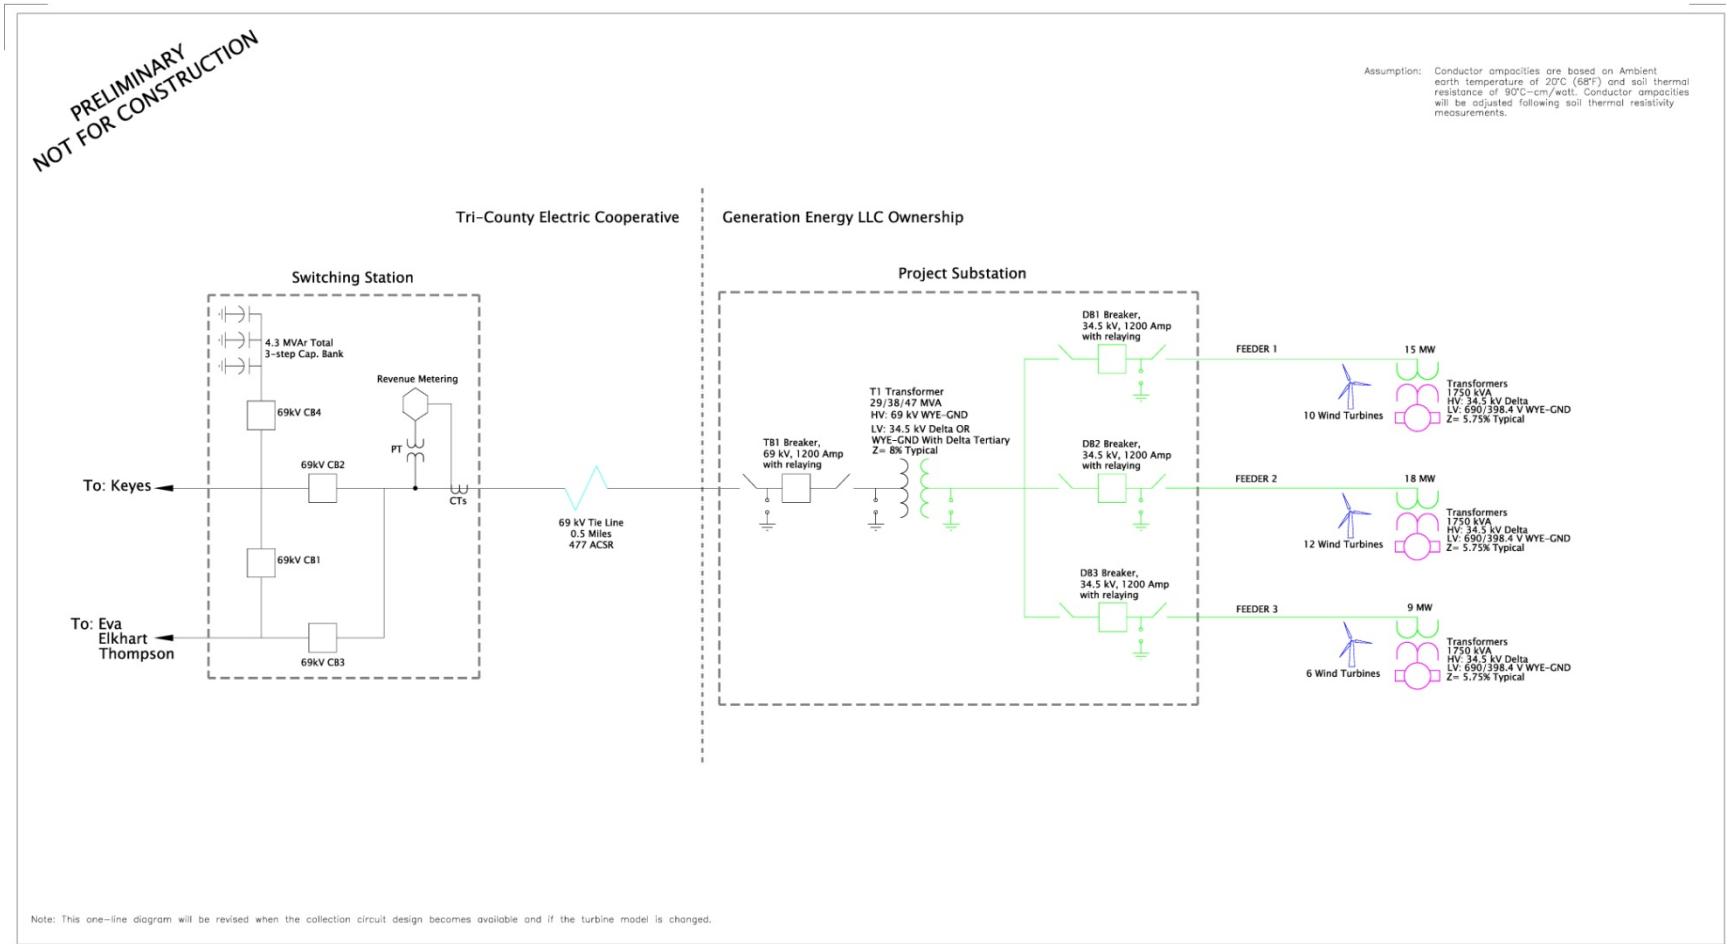 PRELIMINARY
NOT FOR CONSTRUCTION
Assumption: Conductor ampacities are based on Ambient
earth temperature of 20°C (68°F) and soil thermal
resistance of 90°C-cm/watt. Conductor ampacities
will be adjusted following soil thermal resistivity
measurements.
Tri-County Electric Cooperative
Generation Energy LLC Ownership
Switching Station
4.3 MVAr Total
3-step Cap. Bank
Revenue Metering
69kV CB4
PT
69kV CB2
To: Keyes
CTs
69kV CB1
To: Eva
Elkhart
Thompson
69kV CB3
69 kV Tie Line
0.5 Miles
477 ACSR
Project Substation
TB1 Breaker,
69 kV, 1200 Amp
with relaying
T1 Transformer
29/38/47 MVA
HV: 69 kV WYE-GND
LV: 34.5 kV Delta OR
WYE-GND With Delta Tertiary
Z= 8% Typical
DB1 Breaker,
34.5 kV, 1200 Amp
with relaying
FEEDER 1
15 MW
10 Wind Turbines
Transformers
1750 kVA
HV: 34.5 kV Delta
LV: 690/398.4 V WYE-GND
Z= 5.75% Typical
DB2 Breaker,
34.5 kV, 1200 Amp
with relaying
FEEDER 2
18 MW
12 Wind Turbines
Transformers
1750 kVA
HV: 34.5 kV Delta
LV: 690/398.4 V WYE-GND
Z= 5.75% Typical
DB3 Breaker,
34.5 kV, 1200 Amp
with relaying
FEEDER 3
9 MW
6 Wind Turbines
Transformers
1750 kVA
HV: 34.5 kV Delta
LV: 690/398.4 V WYE-GND
Z= 5.75% Typical
Note: This one-line diagram will be revised when the collection circuit design becomes available and if the turbine model is changed.